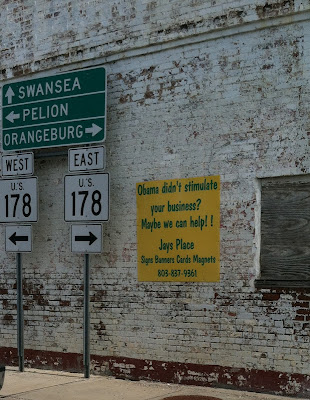 SWANSEA
PELION
ORANGEBURG
WEST
U.S.
178
EAST
U.S.
178
Obama didn't stimulate
your business?
Maybe we can help! !
Jays Place
Signs Banners Cards Magnets
803-837-9361